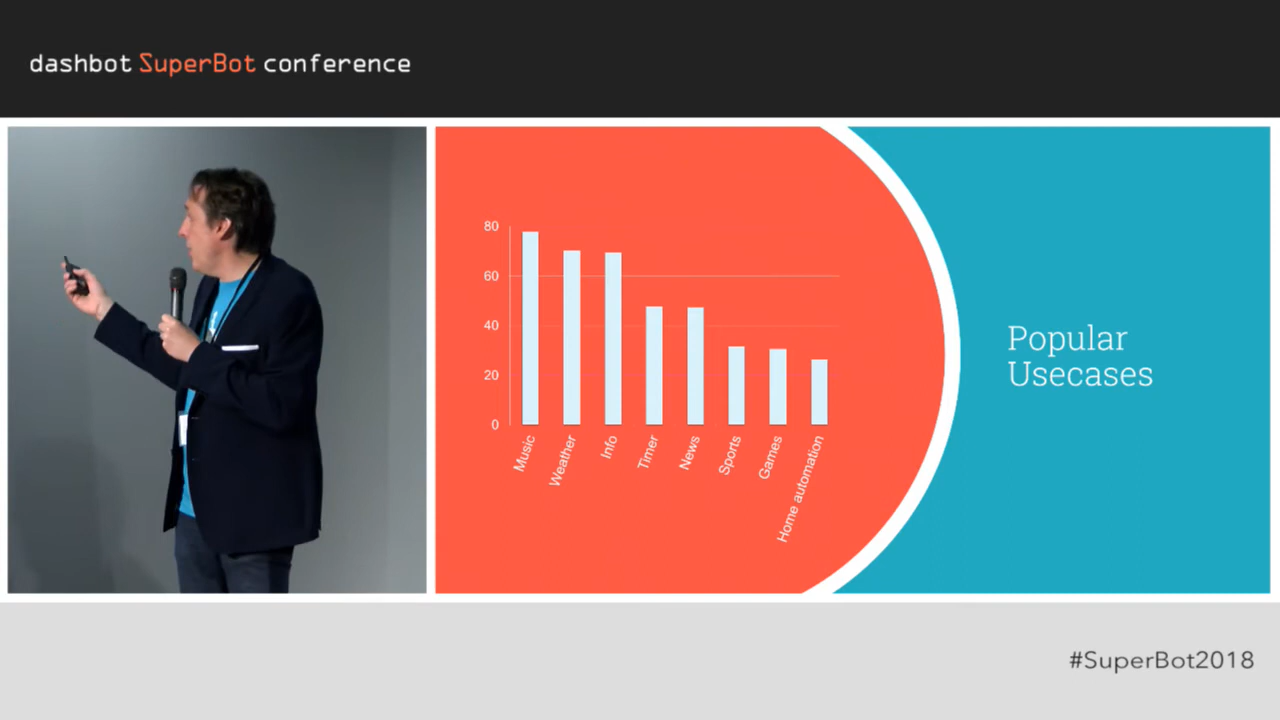 dashbot SuperBot conference
80
60
40
20
0
Music
Weather
Info
Timer
News
Sports
Games
Home automation
Popular
Usecases
#SuperBot2018